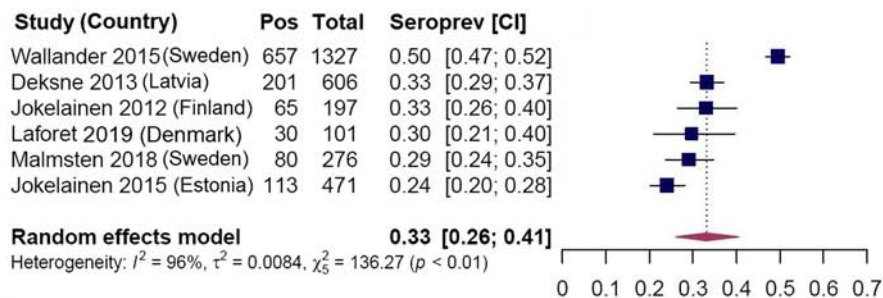 Study (Country) Pos Total Seroprev [CI]
Wallander 2015(Sweden) 657 1327 0.50 [0.47; 0.52]
Deksne 2013 (Latvia) 201 606 0.33 [0.29; 0.37]
Jokelainen 2012 (Finland) 65 197 0.33 [0.26; 0.40]
Laforet 2019 (Denmark) 30 101 0.30 [0.21; 0.40]
Malmsten 2018 (Sweden) 80 276 0.29 [0.24; 0.35]
Jokelainen 2015 (Estonia) 113 471 0.24 [0.20; 0.28]
Random effects model 0.33 [0.26; 0.41]
Heterogeneity: I² = 96%, τ² = 0.0084, χ²₅ = 136.27 (p < 0.01)
0 0.1 0.2 0.3 0.4 0.5 0.6 0.7